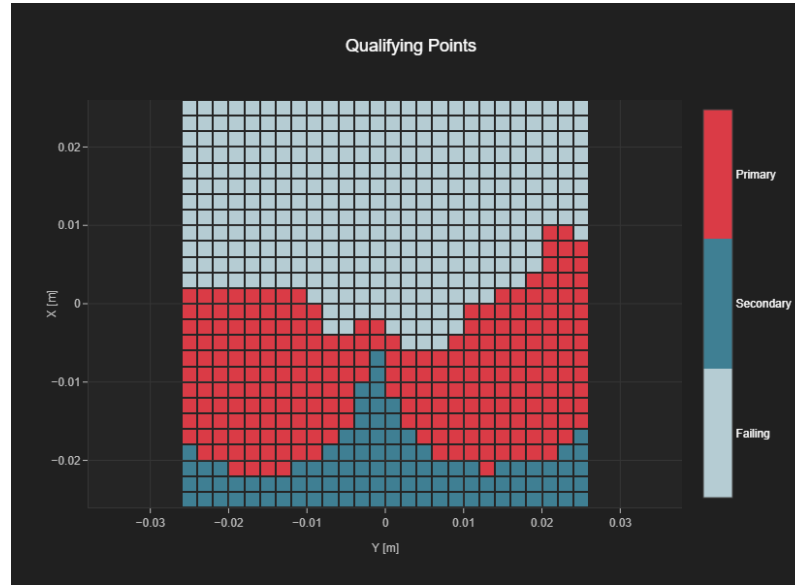 Qualifying Points
0.02
0.01
0
−0.01
−0.02
X [m]
−0.03
−0.02
−0.01
0
0.01
0.02
0.03
Y [m]
Primary
Secondary
Failing